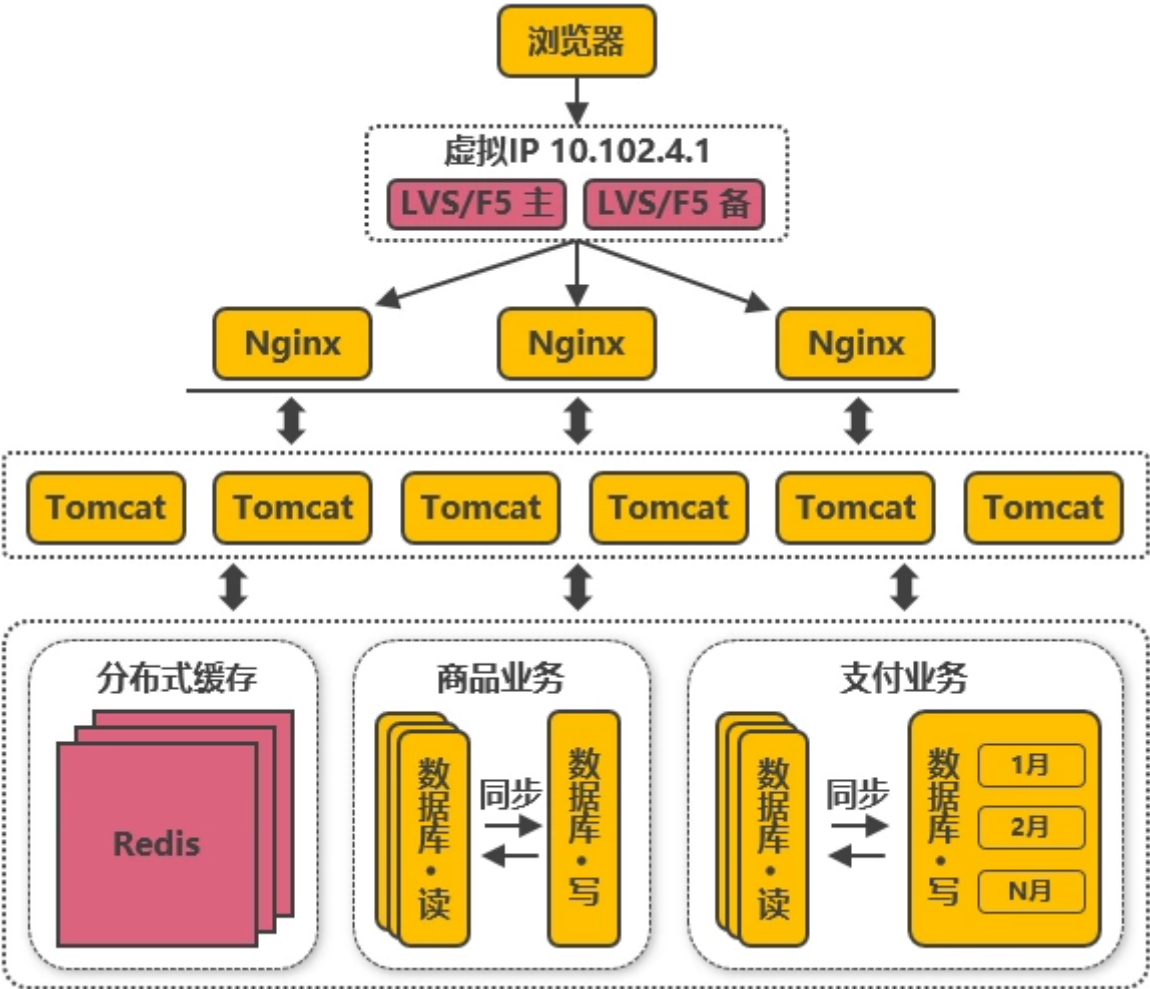 浏览器
虚拟IP 10.102.4.1
LVS/F5 主
LVS/F5 备
Nginx
Nginx
Nginx
Tomcat
Tomcat
Tomcat
Tomcat
Tomcat
Tomcat
分布式缓存
Redis
商品业务
数据库·读
同步
数据库·写
支付业务
数据库·读
同步
数据库·写
1月
2月
N月